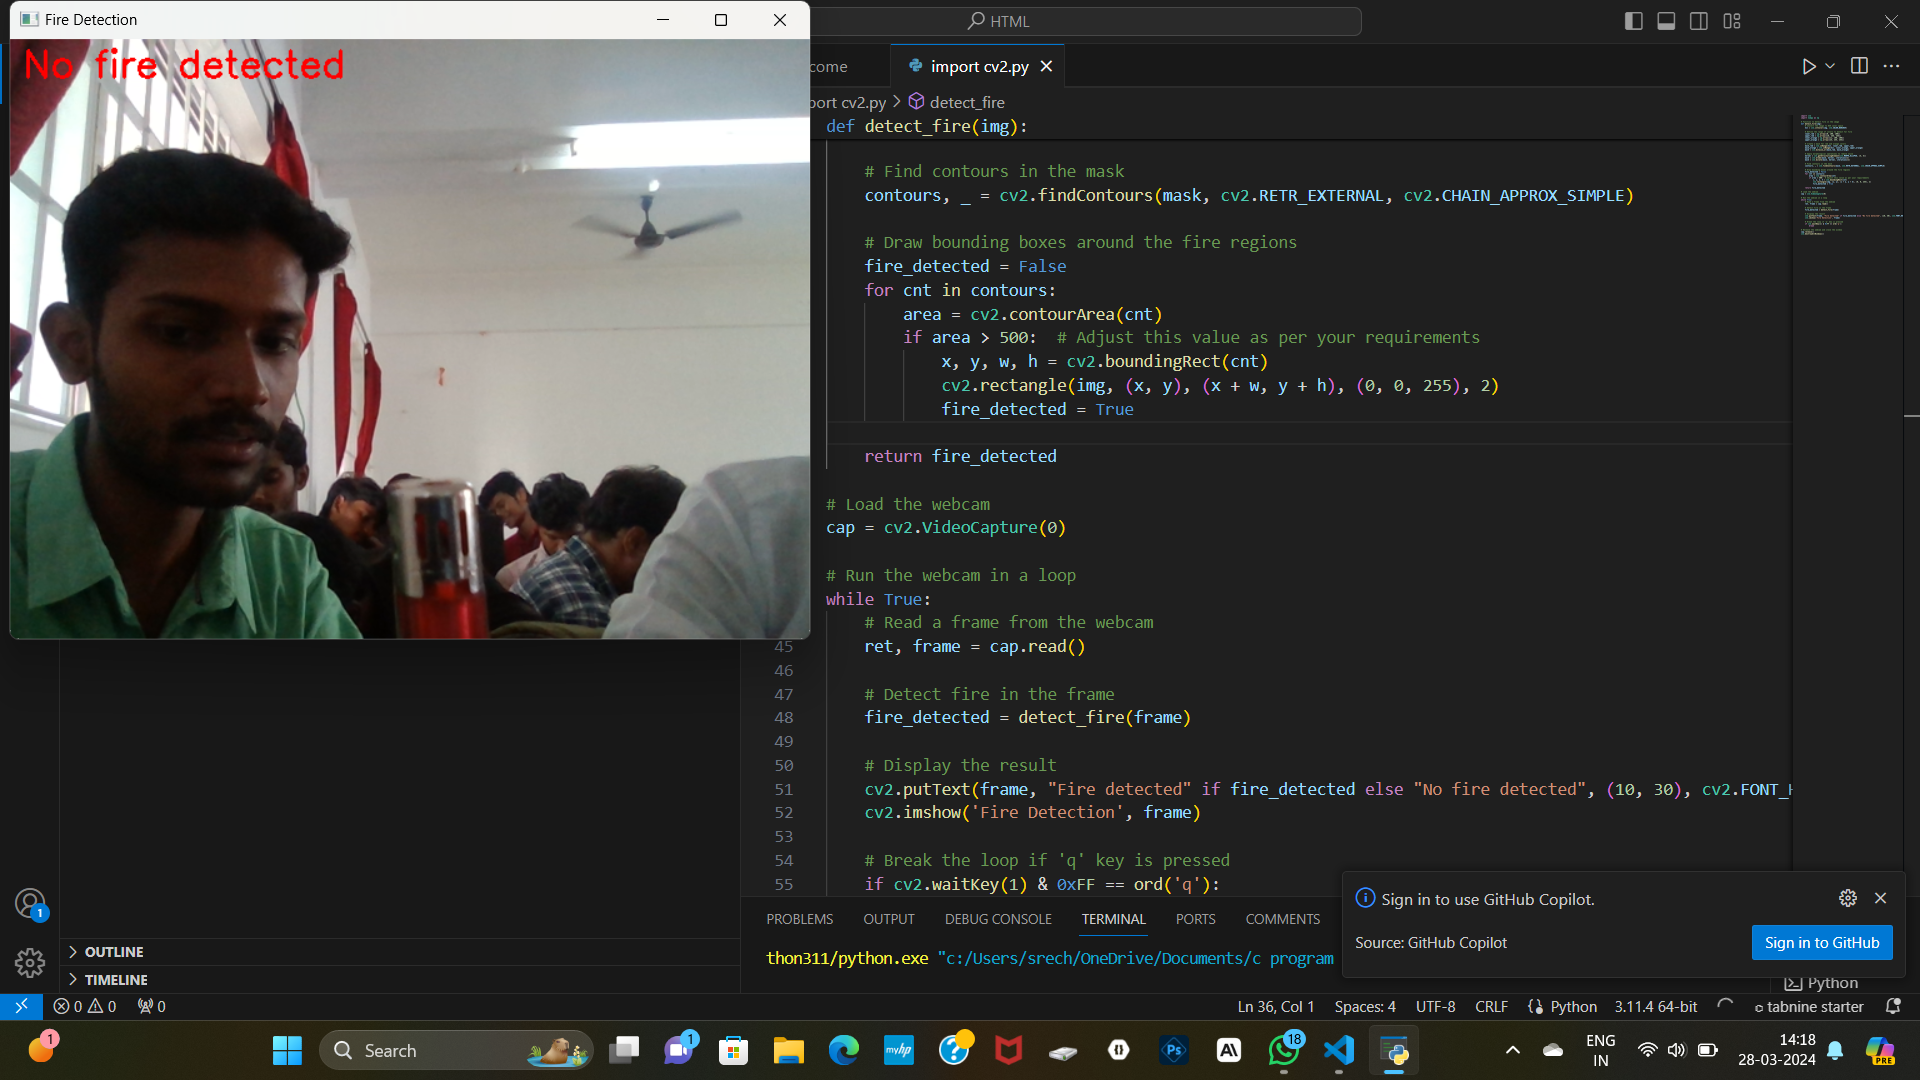 Fire Detection
No fire detected
HTML
come
import cv2.py
port cv2.py > detect_fire
def detect_fire(img):
# Find contours in the mask
contours, _ = cv2.findContours(mask, cv2.RETR_EXTERNAL, cv2.CHAIN_APPROX_SIMPLE)
# Draw bounding boxes around the fire regions
fire_detected = False
for cnt in contours:
area = cv2.contourArea(cnt)
if area > 500:  # Adjust this value as per your requirements
x, y, w, h = cv2.boundingRect(cnt)
cv2.rectangle(img, (x, y), (x + w, y + h), (0, 0, 255), 2)
fire_detected = True
return fire_detected
# Load the webcam
cap = cv2.VideoCapture(0)
# Run the webcam in a loop
while True:
# Read a frame from the webcam
45 ret, frame = cap.read()
46
47 # Detect fire in the frame
48 fire_detected = detect_fire(frame)
49
50 # Display the result
51 cv2.putText(frame, "Fire detected" if fire_detected else "No fire detected", (10, 30), cv2.FONT_H
52 cv2.imshow('Fire Detection', frame)
53
54 # Break the loop if 'q' key is pressed
55 if cv2.waitKey(1) & 0xFF == ord('q'):
1
OUTLINE
TIMELINE
PROBLEMS OUTPUT DEBUG CONSOLE TERMINAL PORTS COMMENTS
thon311/python.exe "c:/Users/srech/OneDrive/Documents/c program
Sign in to use GitHub Copilot.
Source: GitHub Copilot
Sign in to GitHub
Python
0 0 0
Ln 36, Col 1 Spaces: 4 UTF-8 CRLF Python 3.11.4 64-bit tabnine starter
1
Search
1
myhp
?
Ps
18
ENG
IN
14:18
28-03-2024
PRE